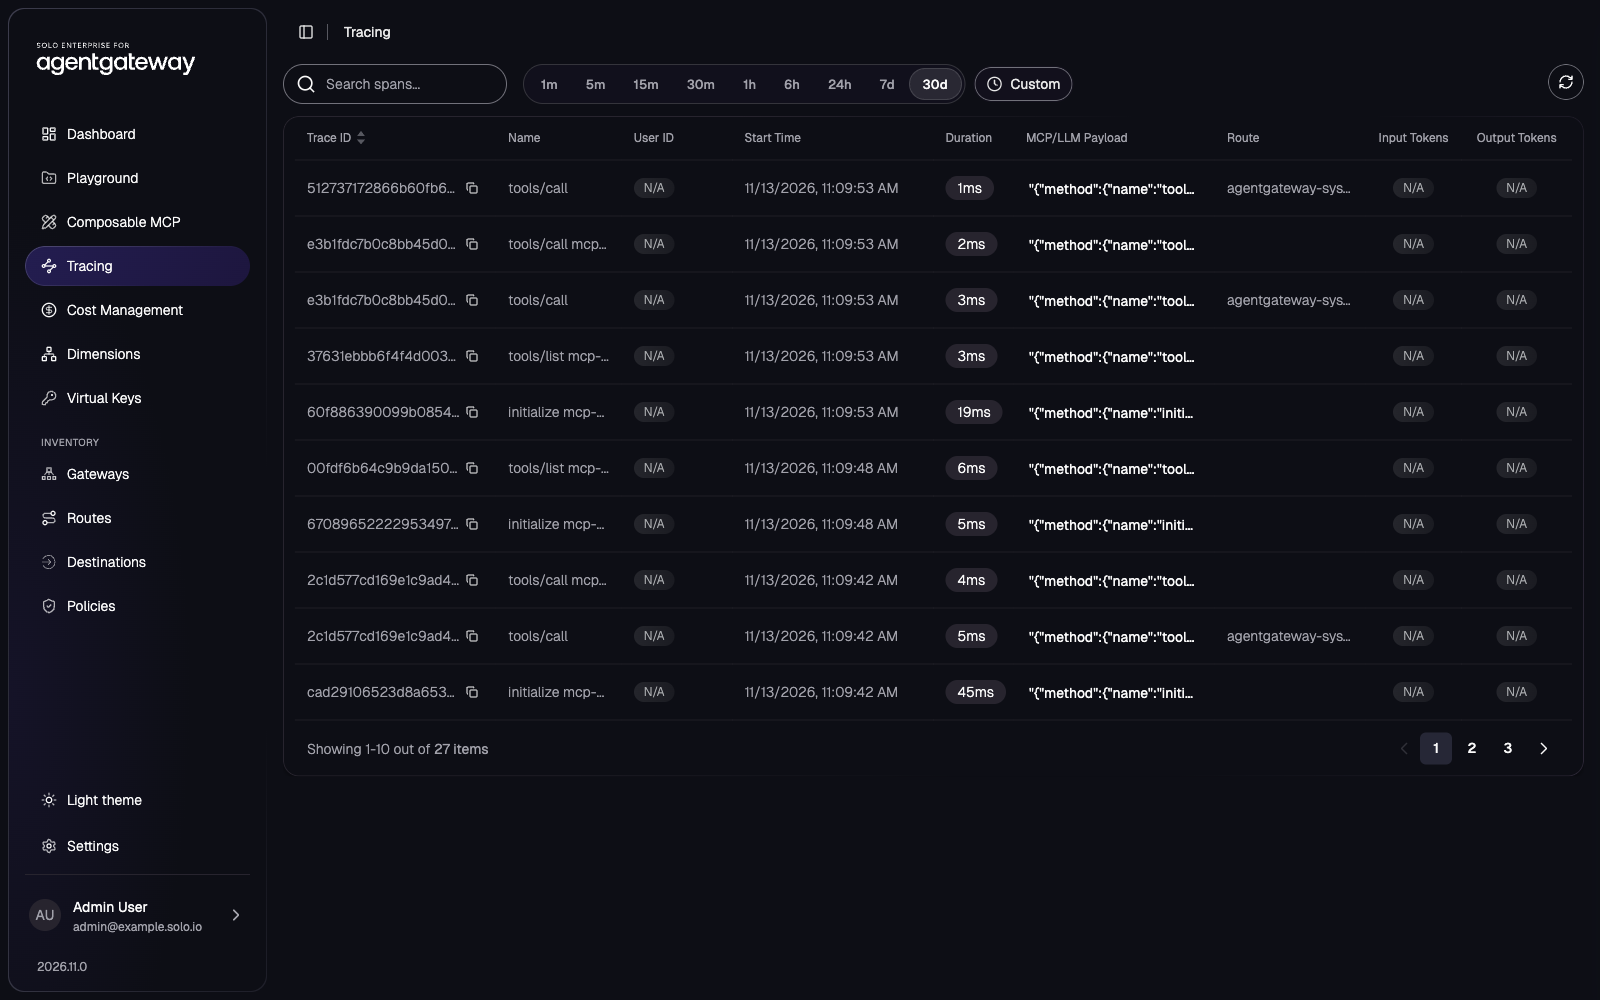 SOLO ENTERPRISE FOR
agentgateway
Dashboard
Playground
Composable MCP
Tracing
Cost Management
Dimensions
Virtual Keys
INVENTORY
Gateways
Routes
Destinations
Policies
Light theme
Settings
AU
Admin User
admin@example.solo.io
2026.11.0
Tracing
Search spans...
1m 5m 15m 30m 1h 6h 24h 7d 30d Custom
Trace ID Name User ID Start Time Duration MCP/LLM Payload Route Input Tokens Output Tokens
512737172866b60fb6... tools/call N/A 11/13/2026, 11:09:53 AM 1ms "{"method":{"name":"tool... agentgateway-sys... N/A N/A
e3b1fdc7b0c8bb45d0... tools/call mcp... N/A 11/13/2026, 11:09:53 AM 2ms "{"method":{"name":"tool... N/A N/A
e3b1fdc7b0c8bb45d0... tools/call N/A 11/13/2026, 11:09:53 AM 3ms "{"method":{"name":"tool... agentgateway-sys... N/A N/A
37631ebbb6f4f4d003... tools/list mcp-... N/A 11/13/2026, 11:09:53 AM 3ms "{"method":{"name":"tool... N/A N/A
60f886390099b0854... initialize mcp-... N/A 11/13/2026, 11:09:53 AM 19ms "{"method":{"name":"initi... N/A N/A
00fdf6b64c9b9da150... tools/list mcp-... N/A 11/13/2026, 11:09:48 AM 6ms "{"method":{"name":"tool... N/A N/A
67089652222953497... initialize mcp-... N/A 11/13/2026, 11:09:48 AM 5ms "{"method":{"name":"initi... N/A N/A
2c1d577cd169e1c9ad4... tools/call mcp... N/A 11/13/2026, 11:09:42 AM 4ms "{"method":{"name":"tool... N/A N/A
2c1d577cd169e1c9ad4... tools/call N/A 11/13/2026, 11:09:42 AM 5ms "{"method":{"name":"tool... agentgateway-sys... N/A N/A
cad29106523d8a653... initialize mcp-... N/A 11/13/2026, 11:09:42 AM 45ms "{"method":{"name":"initi... N/A N/A
Showing 1-10 out of 27 items
1 2 3